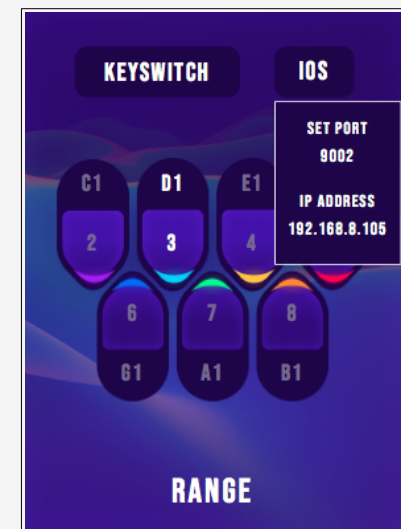 KEYSWITCH
IOS
SET PORT
9002
IP ADDRESS
192.168.8.105
C1
D1
E1
2
3
4
6
7
8
G1
A1
B1
RANGE